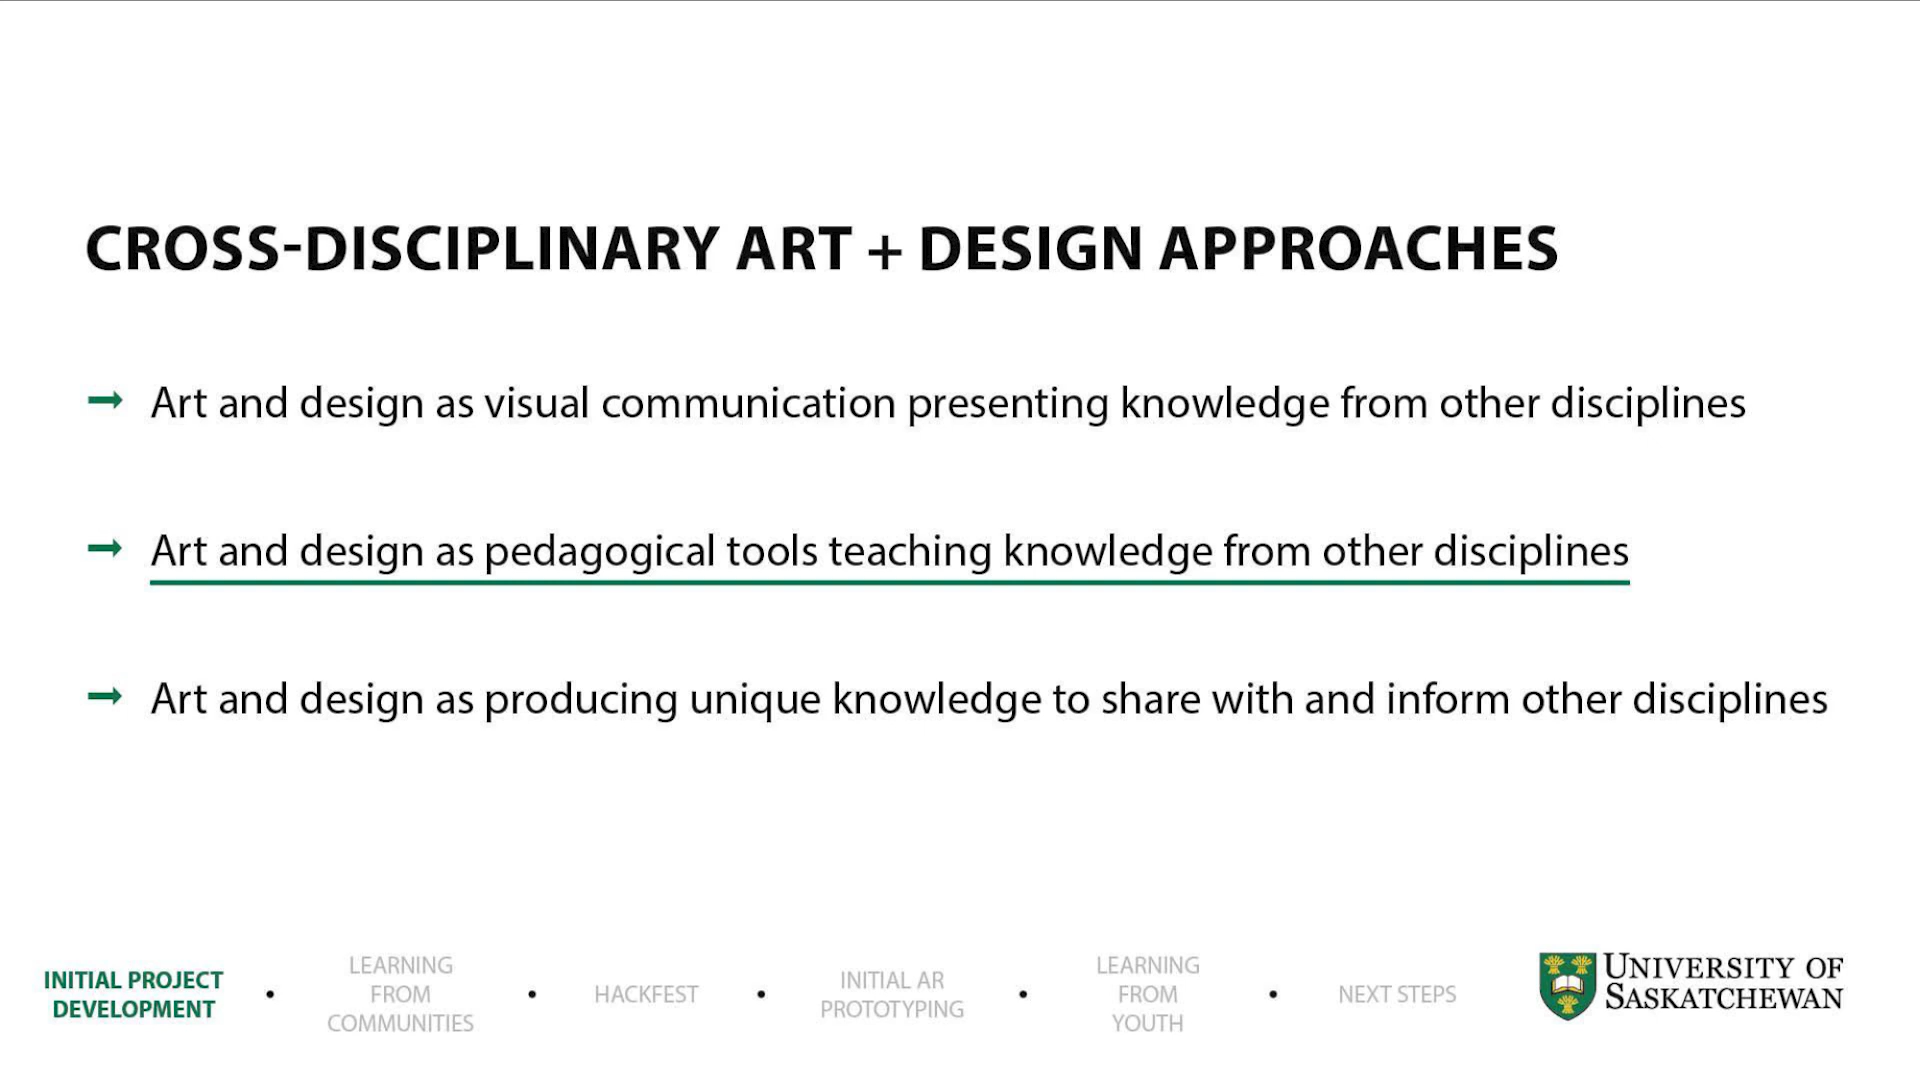 CROSS-DISCIPLINARY ART + DESIGN APPROACHES
Art and design as visual communication presenting knowledge from other disciplines
Art and design as pedagogical tools teaching knowledge from other disciplines
Art and design as producing unique knowledge to share with and inform other disciplines
INITIAL PROJECT
DEVELOPMENT
•
LEARNING
FROM
COMMUNITIES
•
HACKFEST
•
INITIAL AR
PROTOTYPING
•
LEARNING
FROM
YOUTH
•
NEXT STEPS
UNIVERSITY OF
SASKATCHEWAN